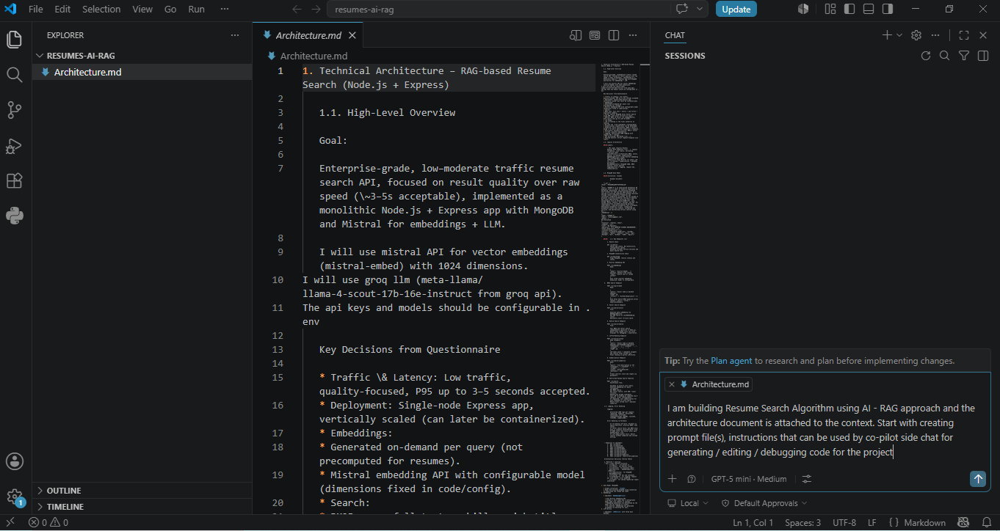 File Edit Selection View Go Run ···
resumes-ai-rag
Update
EXPLORER
RESUMES-AI-RAG
Architecture.md
OUTLINE
TIMELINE
1
Architecture.md
Architecture.md
1 1. Technical Architecture – RAG-based Resume
Search (Node.js + Express)
2
3 1.1. High-Level Overview
4
5 Goal:
6
7 Enterprise-grade, low–moderate traffic resume
search API, focused on result quality over raw
speed (\~3–5s acceptable), implemented as a
monolithic Node.js + Express app with MongoDB
and Mistral for embeddings + LLM.
8
9 I will use mistral API for vector embeddings
(mistral-embed) with 1024 dimensions.
10 I will use groq llm (meta-llama/
llama-4-scout-17b-16e-instruct from groq api).
11 The api keys and models should be configurable in .
env
12
13 Key Decisions from Questionnaire
14
15 * Traffic \& Latency: Low traffic,
quality-focused, P95 up to 3–5 seconds accepted.
16 * Deployment: Single-node Express app,
vertically scaled (can later be containerized).
17 * Embeddings:
18 * Generated on-demand per query (not
precomputed for resumes).
19 * Mistral embedding API with configurable model
(dimensions fixed in code/config).
20 * Search:
CHAT
SESSIONS
Tip: Try the Plan agent to research and plan before implementing changes.
Architecture.md
I am building Resume Search Algorithm using AI - RAG approach and the
architecture document is attached to the context. Start with creating
prompt file(s), instructions that can be used by co-pilot side chat for
generating / editing / debugging code for the project
GPT-5 mini · Medium
Local Default Approvals
0 0
Ln 1, Col 1 Spaces: 3 UTF-8 LF {} Markdown